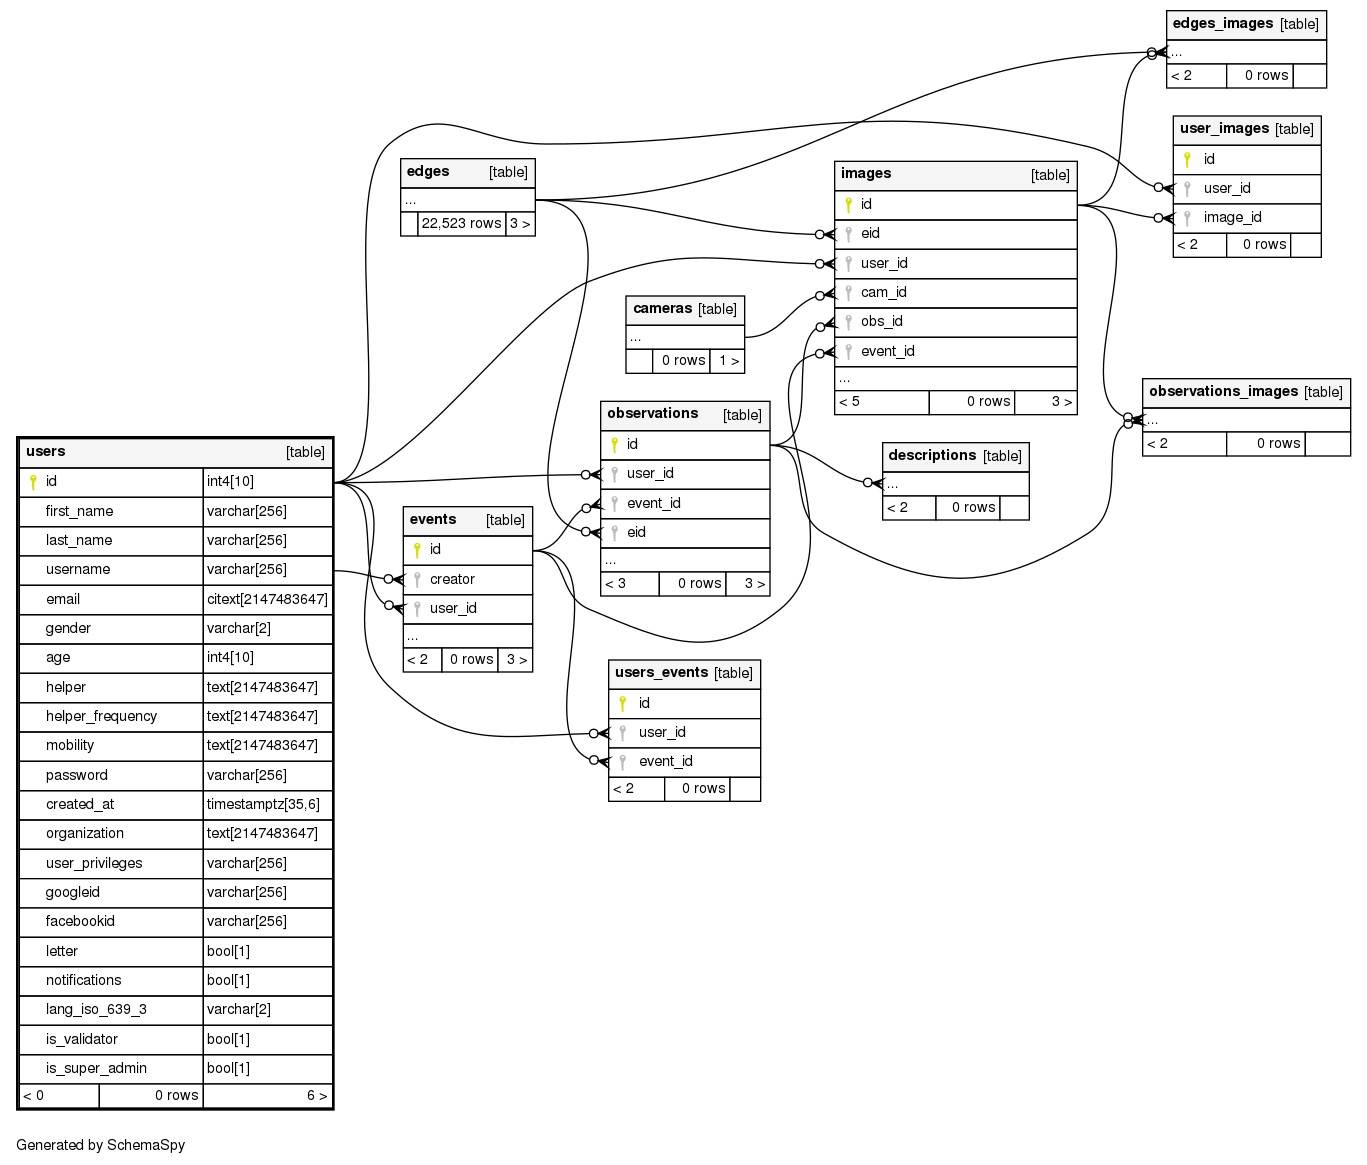 edges_images [table]
...
< 2 0 rows
user_images [table]
id
user_id
image_id
< 2 0 rows
edges [table]
...
22,523 rows 3 >
images [table]
id
eid
user_id
cam_id
obs_id
event_id
...
< 5 0 rows 3 >
cameras [table]
...
0 rows 1 >
observations_images [table]
...
< 2 0 rows
observations [table]
id
user_id
event_id
eid
...
< 3 0 rows 3 >
descriptions [table]
...
< 2 0 rows
users [table]
id int4[10]
first_name varchar[256]
last_name varchar[256]
username varchar[256]
email citext[2147483647]
gender varchar[2]
age int4[10]
helper text[2147483647]
helper_frequency text[2147483647]
mobility text[2147483647]
password varchar[256]
created_at timestamptz[35,6]
organization text[2147483647]
user_privileges varchar[256]
googleid varchar[256]
facebookid varchar[256]
letter bool[1]
notifications bool[1]
lang_iso_639_3 varchar[2]
is_validator bool[1]
is_super_admin bool[1]
< 0 0 rows 6 >
events [table]
id
creator
user_id
...
< 2 0 rows 3 >
users_events [table]
id
user_id
event_id
< 2 0 rows
Generated by SchemaSpy